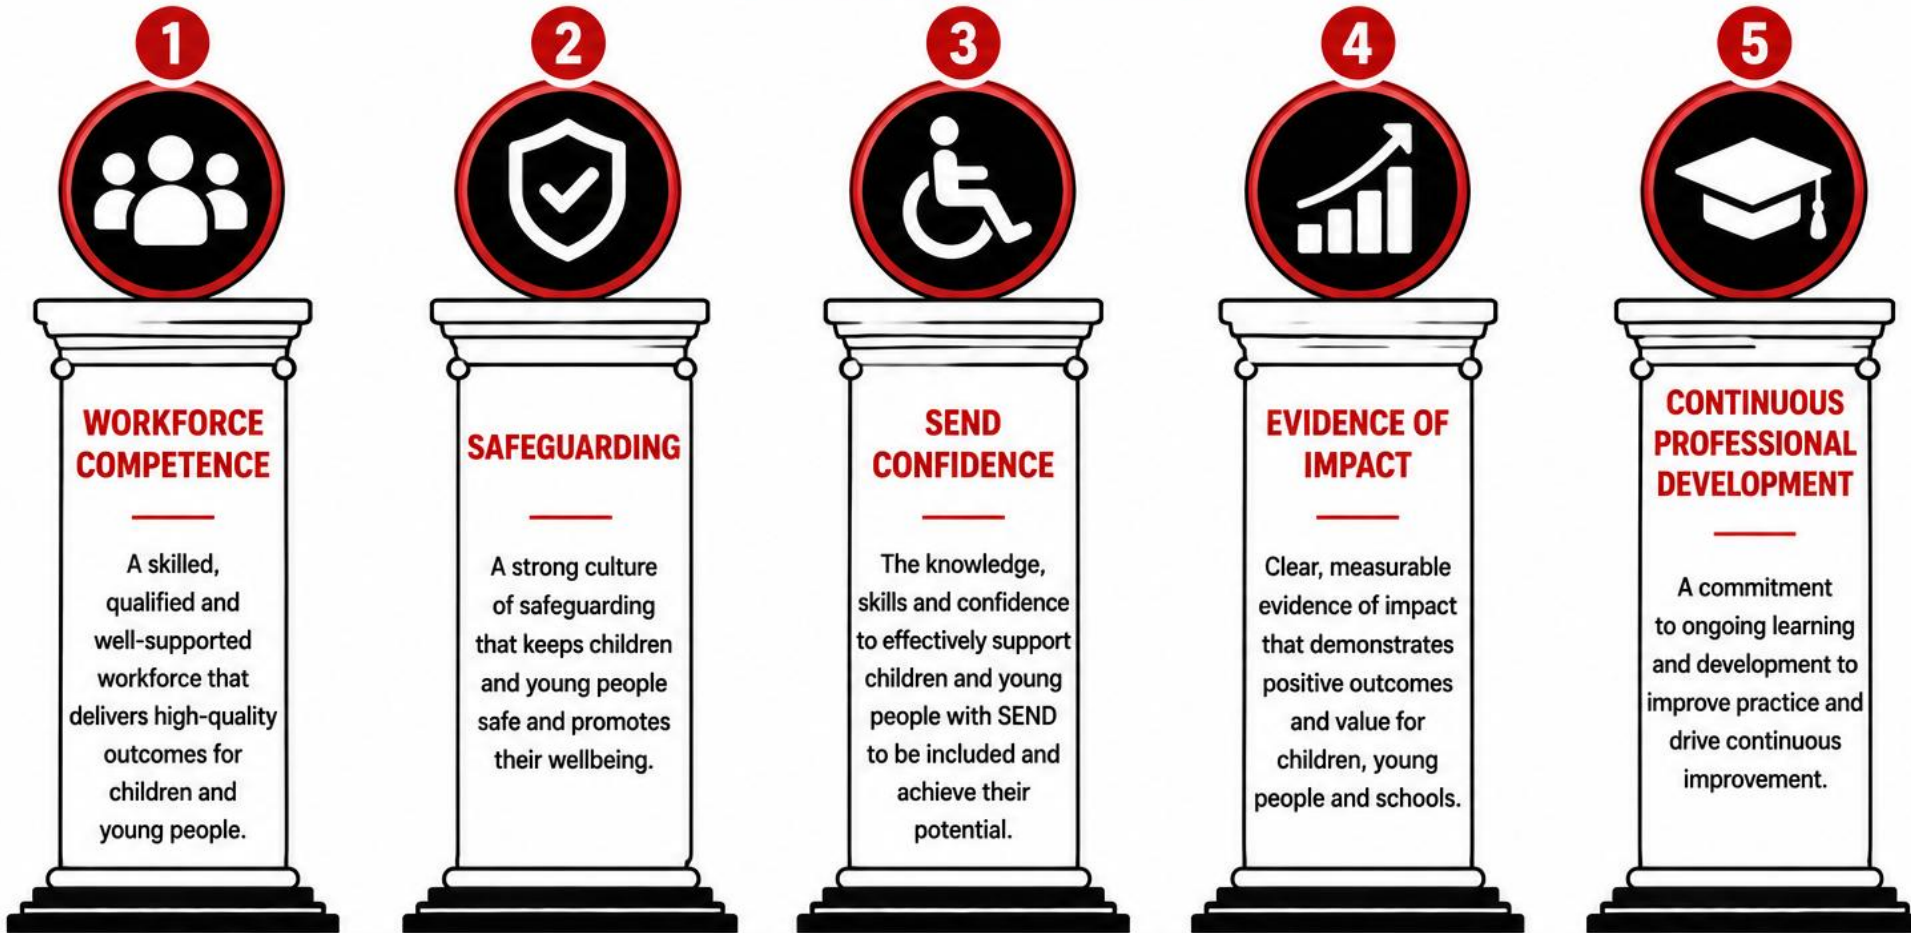 1
WORKFORCE
COMPETENCE
A skilled,
qualified and
well-supported
workforce that
delivers high-quality
outcomes for
children and
young people.
2
SAFEGUARDING
A strong culture
of safeguarding
that keeps children
and young people
safe and promotes
their wellbeing.
3
SEND
CONFIDENCE
The knowledge,
skills and confidence
to effectively support
children and young
people with SEND
to be included and
achieve their
potential.
4
EVIDENCE OF
IMPACT
Clear, measurable
evidence of impact
that demonstrates
positive outcomes
and value for
children, young
people and schools.
5
CONTINUOUS
PROFESSIONAL
DEVELOPMENT
A commitment
to ongoing learning
and development to
improve practice and
drive continuous
improvement.